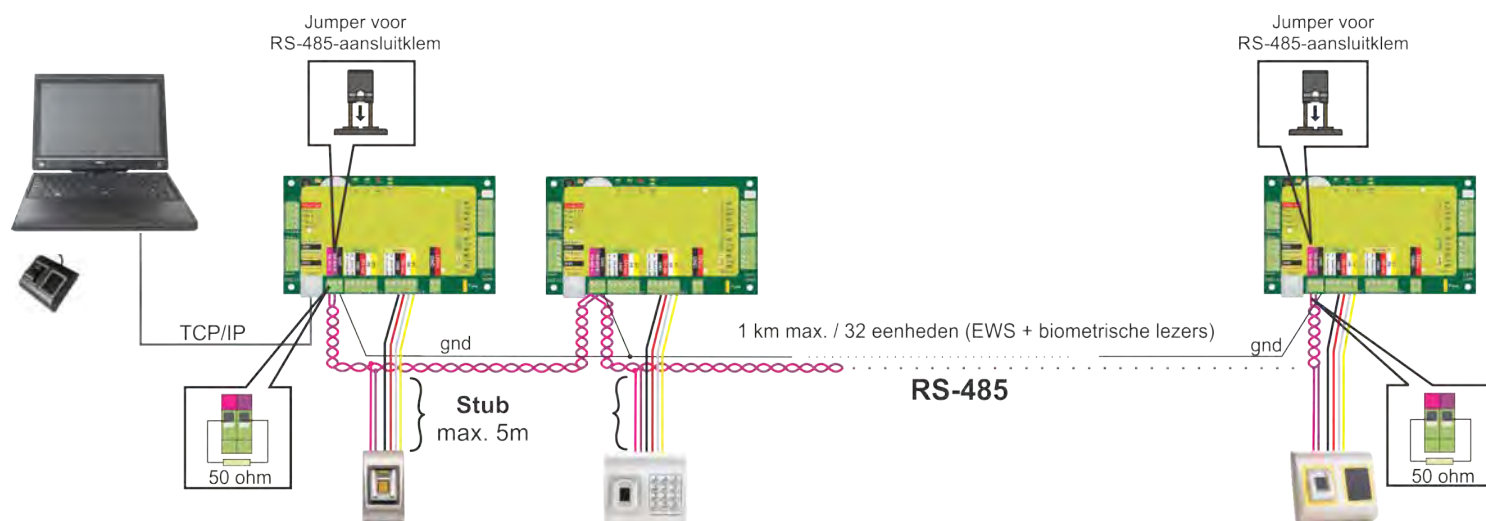 Jumper voor
RS-485-aansluitklem
Jumper voor
RS-485-aansluitklem
TCP/IP
gnd
1 km max. / 32 eenheden (EWS + biometrische lezers)
gnd
RS-485
Stub
max. 5m
50 ohm
50 ohm